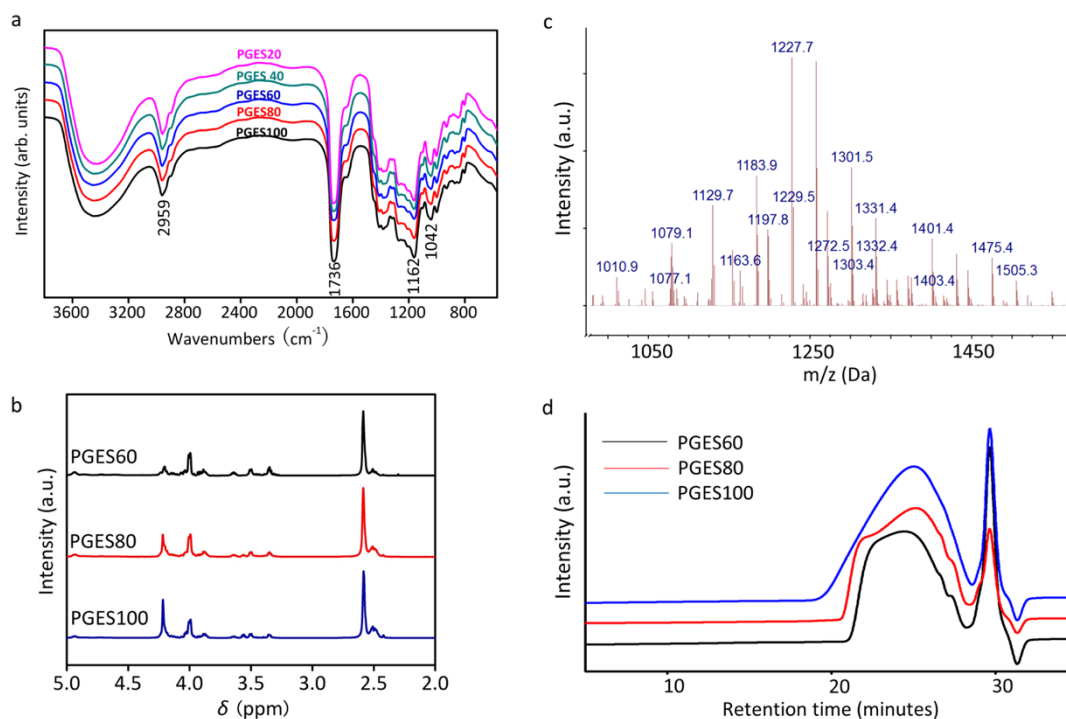 a
PGES20
PGES 40
PGES60
PGES80
PGES100
2959
1736
1162
1042
Intensity (arb. units)
3600 3200 2800 2400 2000 1600 1200 800
Wavenumbers (cm⁻¹)
b
PGES60
PGES80
PGES100
Intensity (a.u.)
5.0 4.5 4.0 3.5 3.0 2.5 2.0
δ (ppm)
c
1227.7
1183.9
1301.5
1129.7
1229.5
1197.8
1331.4
1079.1
1401.4
1272.5
1332.4
1163.6
1303.4
1475.4
1010.9
1077.1
1403.4
1505.3
Intensity (a.u.)
1050 1250 1450
m/z (Da)
d
PGES60
PGES80
PGES100
Intensity (a.u.)
10 20 30
Retention time (minutes)